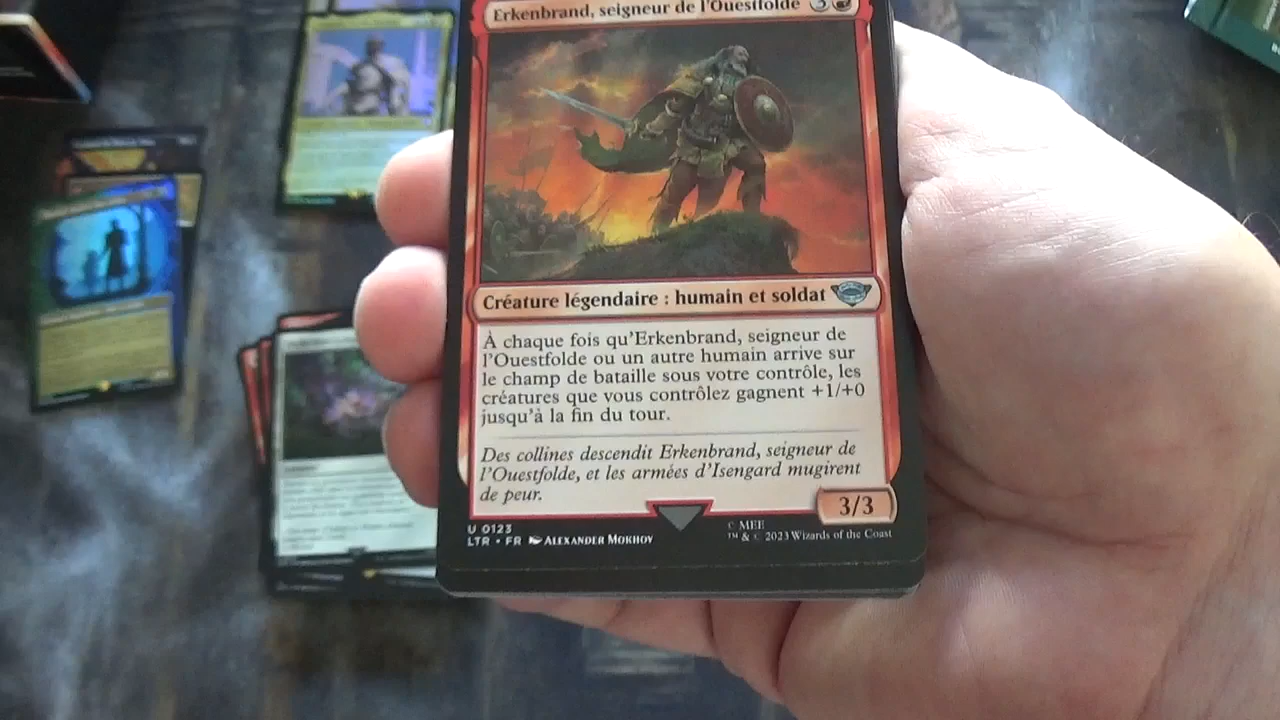 Erkenbrand, seigneur de l'Ouestfolde 3
Créature légendaire : humain et soldat
À chaque fois qu'Erkenbrand, seigneur de
l'Ouestfolde ou un autre humain arrive sur
le champ de bataille sous votre contrôle, les
créatures que vous contrôlez gagnent +1/+0
jusqu'à la fin du tour.
Des collines descendit Erkenbrand, seigneur de
l'Ouestfolde, et les armées d'Isengard mugirent
de peur.
3/3
U 0123
LTR • FR ALEXANDER MOKHOV
© MEE
™ & © 2023 Wizards of the Coast